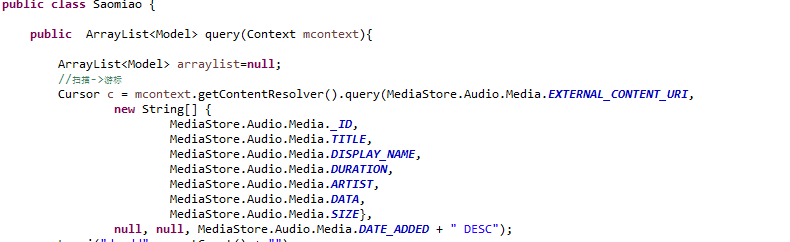 public class Saomiao {
public ArrayList<Model> query(Context mcontext){
ArrayList<Model> arraylist=null;
//扫描->游标
Cursor c = mcontext.getContentResolver().query(MediaStore.Audio.Media.EXTERNAL_CONTENT_URI,
new String[] {
MediaStore.Audio.Media._ID,
MediaStore.Audio.Media.TITLE,
MediaStore.Audio.Media.DISPLAY_NAME,
MediaStore.Audio.Media.DURATION,
MediaStore.Audio.Media.ARTIST,
MediaStore.Audio.Media.DATA,
MediaStore.Audio.Media.SIZE},
null, null, MediaStore.Audio.Media.DATE_ADDED + " DESC");